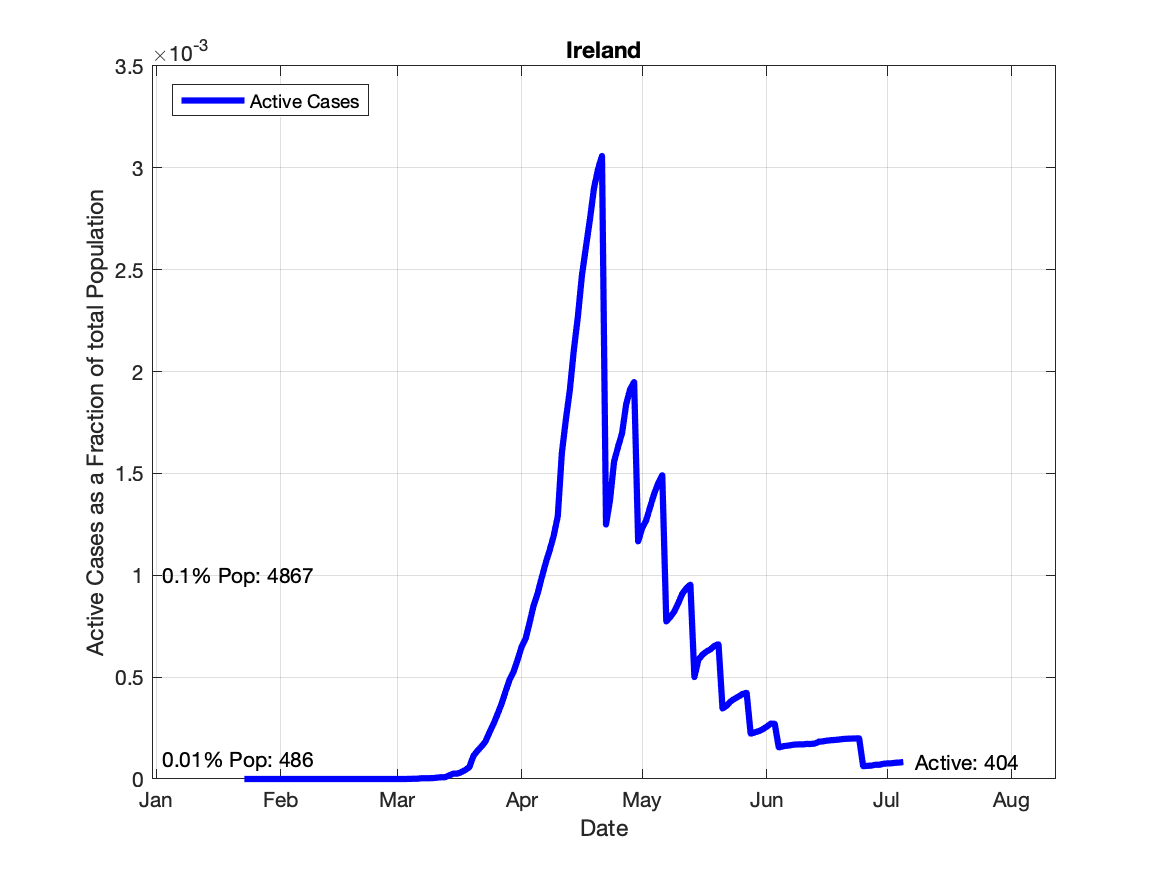 Ireland
×10-3
3.5
3
2.5
2
1.5
1
0.5
0
Active Cases as a Fraction of total Population
Active Cases
0.1% Pop: 4867
0.01% Pop: 486
Active: 404
Jan Feb Mar Apr May Jun Jul Aug
Date